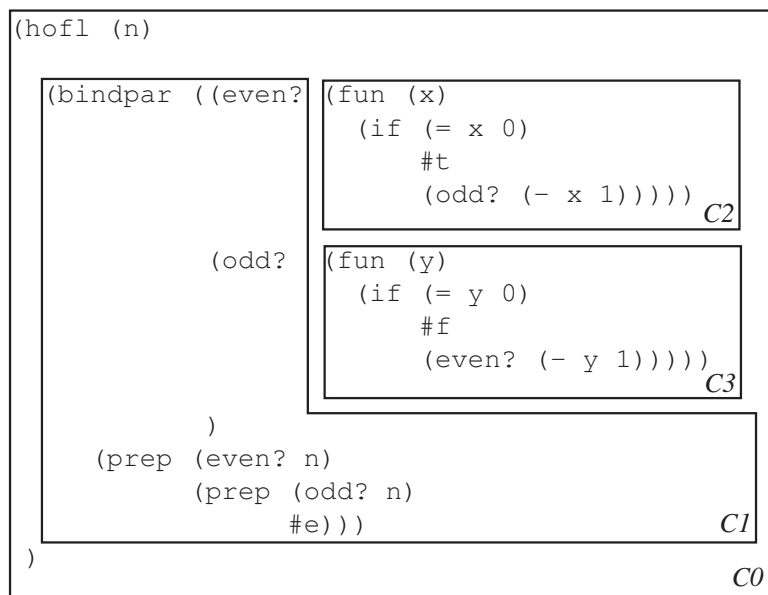 (hofl (n)
(bindpar ((even? (fun (x)
(if (= x 0)
#t
(odd? (- x 1)))))
C2
(odd? (fun (y)
(if (= y 0)
#f
(even? (- y 1)))))
C3
)
(prep (even? n)
(prep (odd? n)
#e)))
C1
)
C0